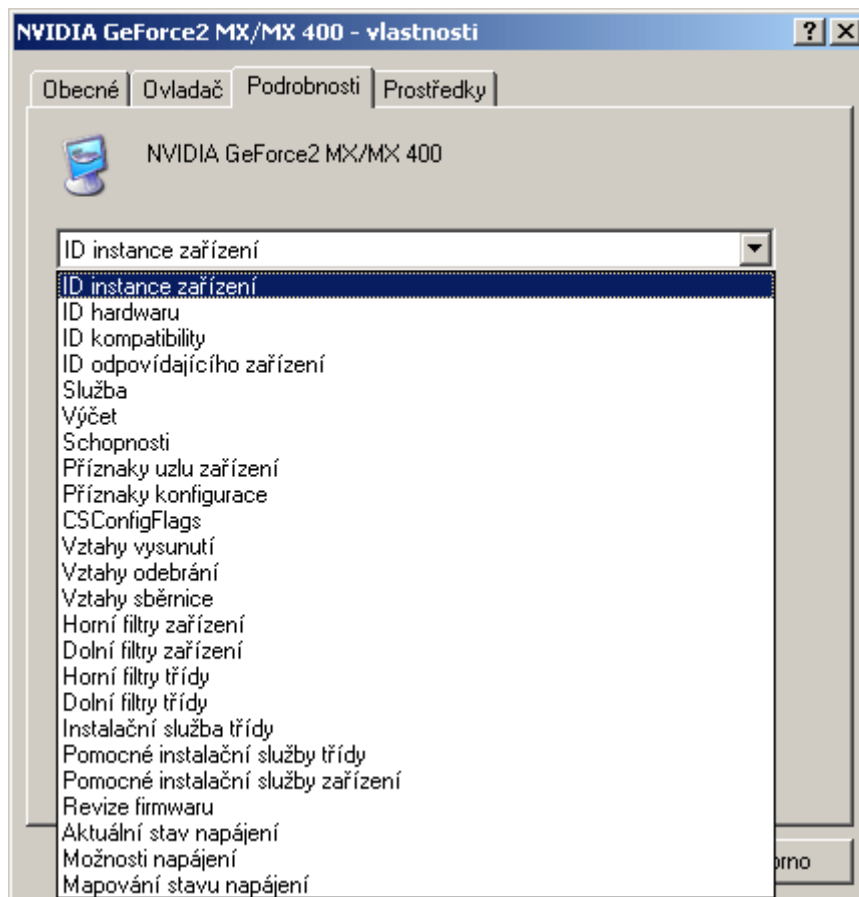 NVIDIA GeForce2 MX/MX 400 - vlastnosti
Obecné Ovladač Podrobnosti Prostředky
NVIDIA GeForce2 MX/MX 400
ID instance zařízení
ID instance zařízení
ID hardwaru
ID kompatibility
ID odpovídajícího zařízení
Služba
Výčet
Schopnosti
Příznaky uzlu zařízení
Příznaky konfigurace
CSConfigFlags
Vztahy vysunutí
Vztahy odebrání
Vztahy sběrnice
Horní filtry zařízení
Dolní filtry zařízení
Horní filtry třídy
Dolní filtry třídy
Instalační služba třídy
Pomocné instalační služby třídy
Pomocné instalační služby zařízení
Revize firmwaru
Aktuální stav napájení
Možnosti napájení
Mapování stavu napájení